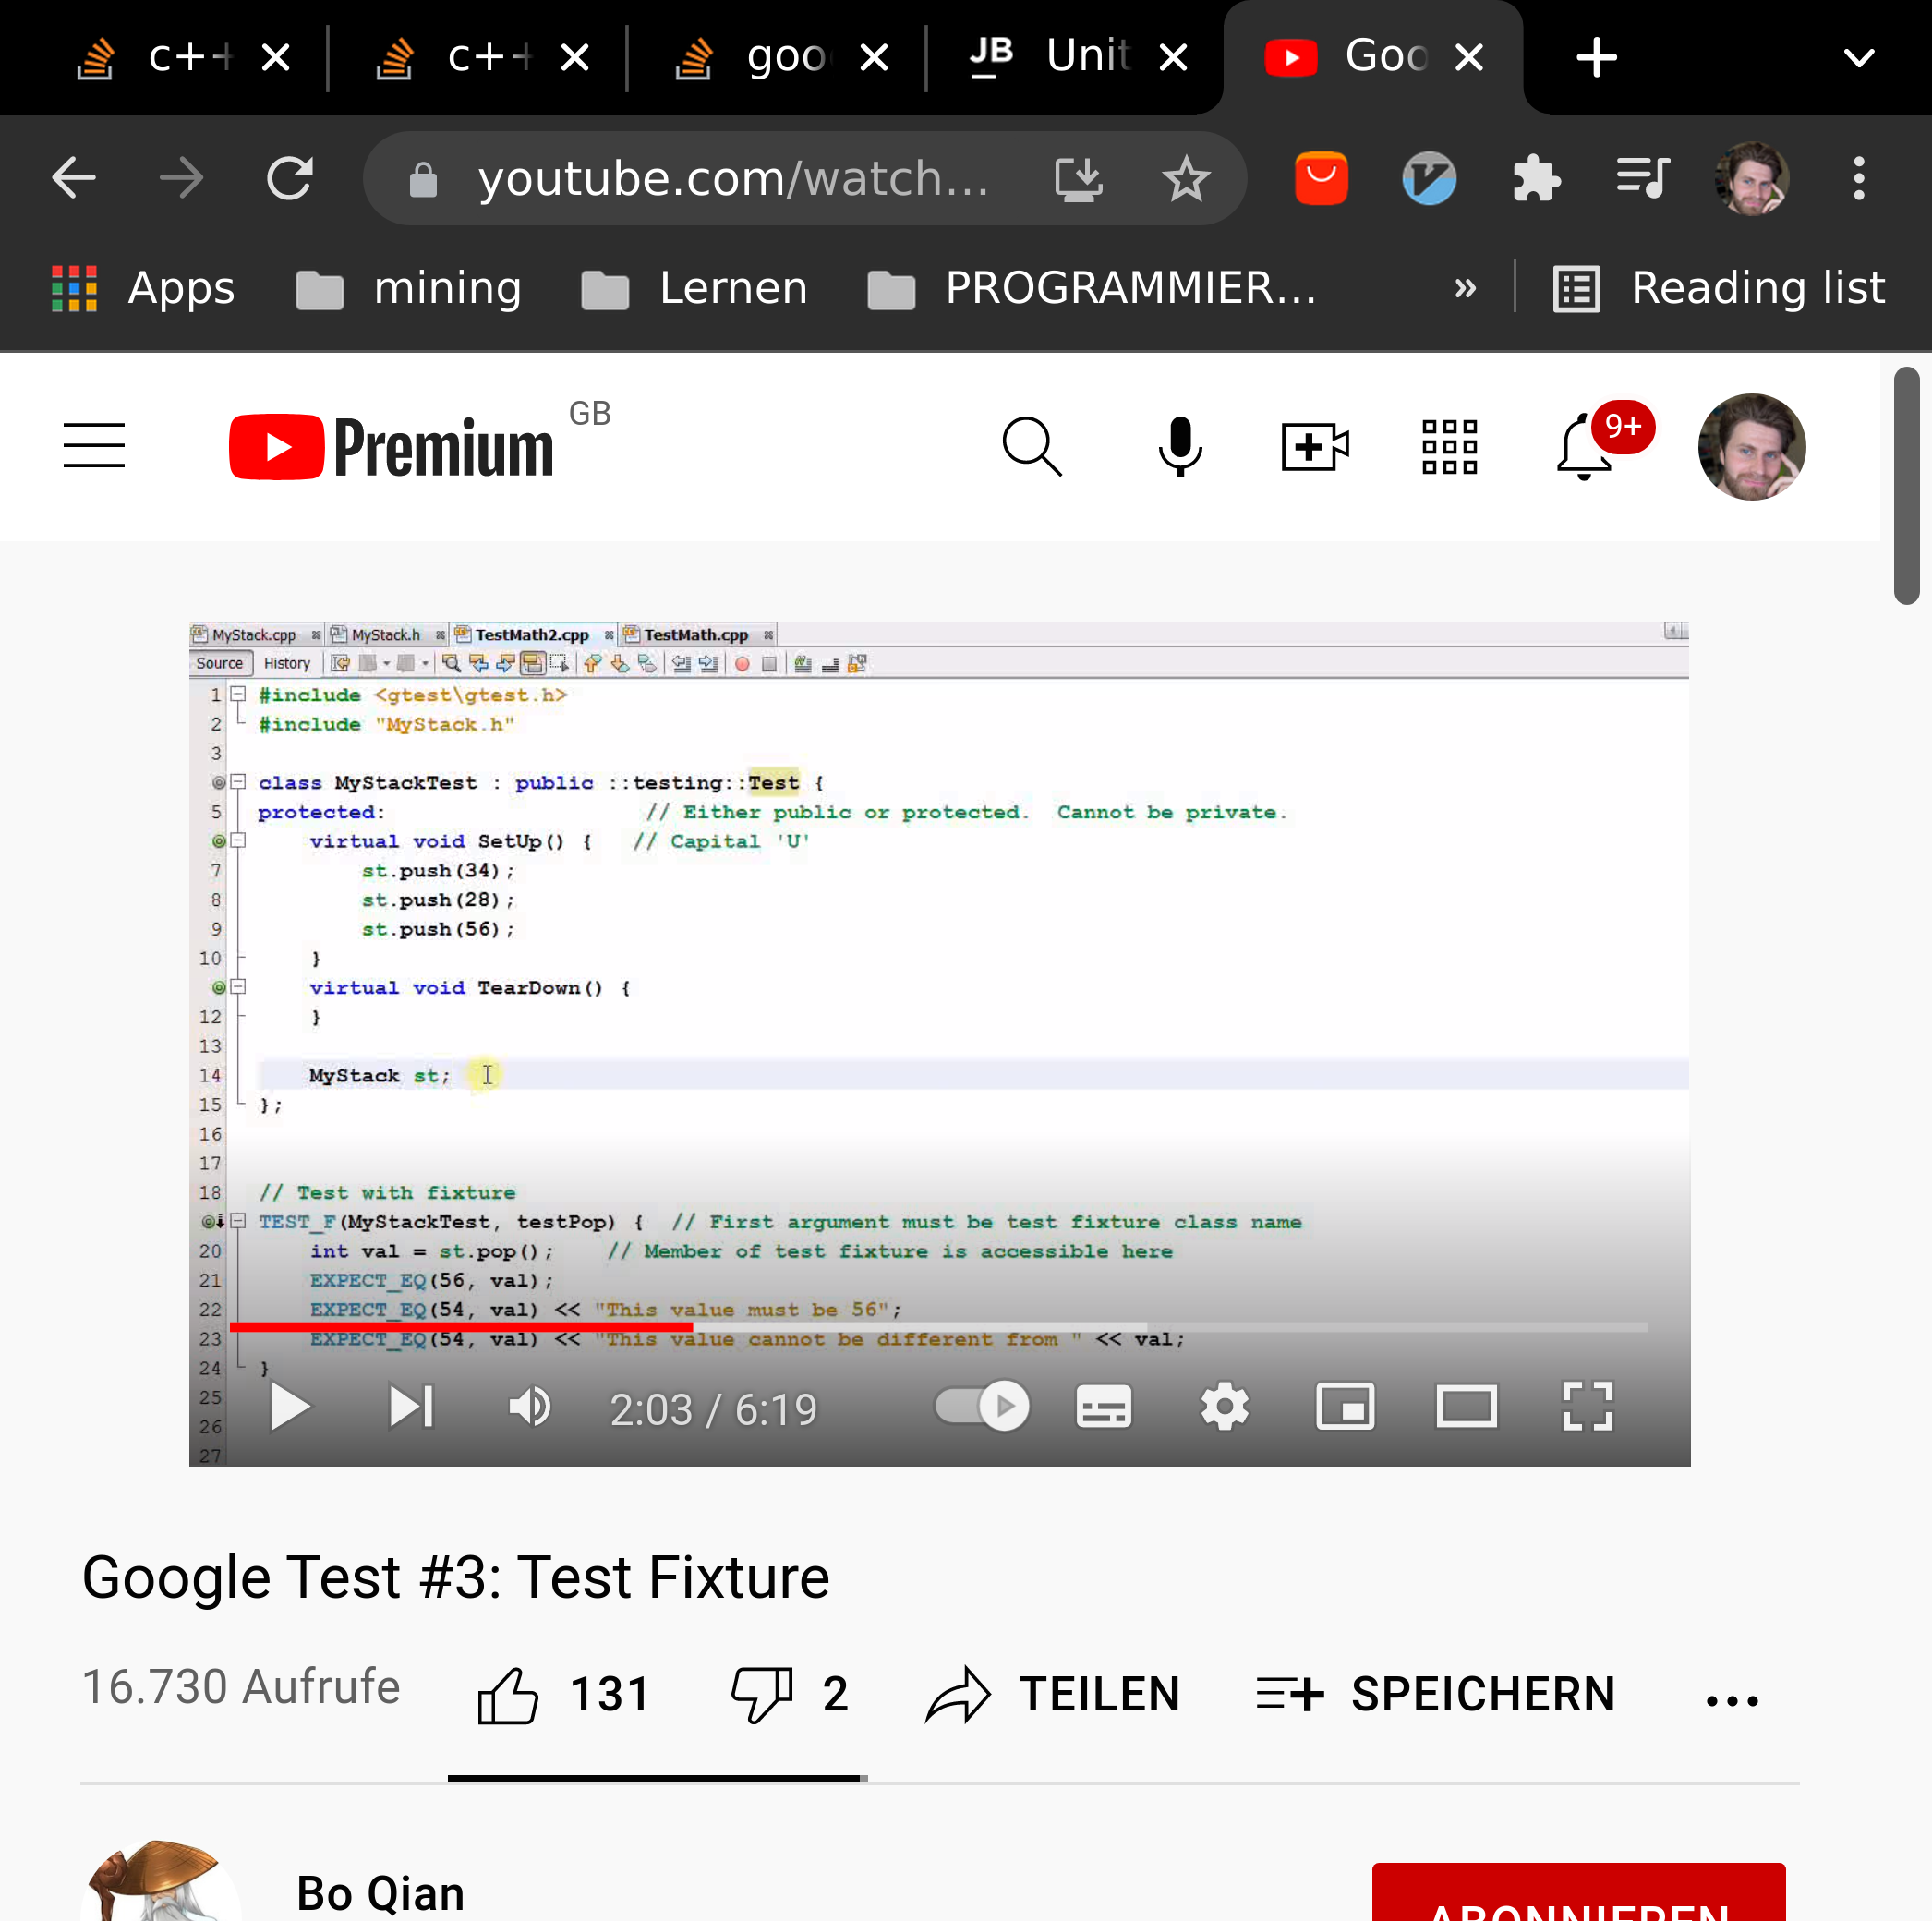 c++
c++
goo
JB Unit
Goo
youtube.com/watch...
Apps
mining
Lernen
PROGRAMMIER...
»
Reading list
Premium GB
9+
MyStack.cpp
MyStack.h
TestMath2.cpp
TestMath.cpp
Source History
1 #include <gtest\gtest.h>
2 #include "MyStack.h"
3
class MyStackTest : public ::testing::Test {
5 protected: // Either public or protected. Cannot be private.
virtual void SetUp() { // Capital 'U'
7 st.push(34);
8 st.push(28);
9 st.push(56);
10 }
virtual void TearDown() {
12 }
13
14 MyStack st;
15 };
16
17
18 // Test with fixture
TEST_F(MyStackTest, testPop) { // First argument must be test fixture class name
20 int val = st.pop(); // Member of test fixture is accessible here
21 EXPECT_EQ(56, val);
22 EXPECT_EQ(54, val) << "This value must be 56";
23 EXPECT_EQ(54, val) << "This value cannot be different from " << val;
24 }
25
26
27
2:03 / 6:19
Google Test #3: Test Fixture
16.730 Aufrufe
131
2
TEILEN
SPEICHERN
Bo Qian
ABONNIEREN